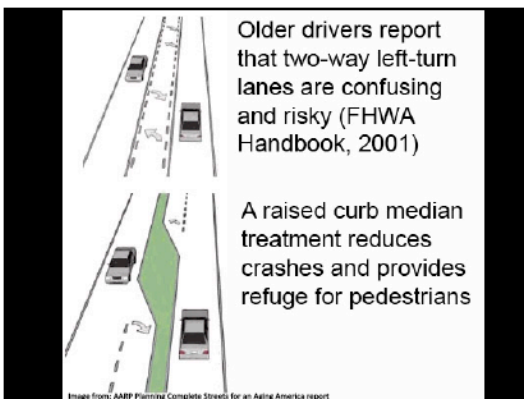 Older drivers report
that two-way left-turn
lanes are confusing
and risky (FHWA
Handbook, 2001)
A raised curb median
treatment reduces
crashes and provides
refuge for pedestrians
Image from: AARP Planning Complete Streets for an Aging America report